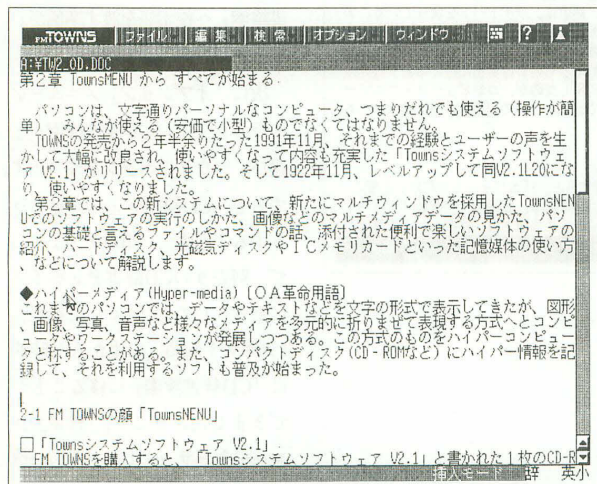 FM TOWNS ファイル 編集 検索 オプション ウィンドウ ?
A:¥TW2_OD.DOC
第2章 TownsMENU から すべてが始まる.
パソコンは、文字通りパーソナルなコンピュータ、つまりだれでも使える（操作が簡
単）、みんなが使える（安価で小型）ものでなくてはなりません。
TOWNSの発売から２年半余りたった1991年11月、それまでの経験とユーザーの声を生
かして大幅に改良され、使いやすくなって内容も充実した「Townsシステムソフトウェ
ア V2.1」がリリースされました。そして1922年11月、レベルアップして同V2.1L20にな
り、使いやすくなりました。
第2章では、この新システムについて、新たにマルチウィンドウを採用したTownsNEN
Uでのソフトウェアの実行のしかた、画像などのマルチメディアデータの見かた、パソ
コンの基礎と言えるファイルやコマンドの話、添付された便利で楽しいソフトウェアの
紹介、ハードディスク、光磁気ディスクやＩＣメモリカードといった記憶媒体の使い方
、などについて解説します。
◆ハイパーメディア(Hyper-media)〔ＯＡ革命用語〕
これまでのパソコンでは、データやテキストなどを文字の形式で表示してきたが、図形
、画像、写真、音声など様々なメディアを多元的に折りまぜて表現する方式へとコンピ
ュータやワークステーションが発展しつつある。この方式のものをハイパーコンピュー
タと称することがある。また、コンパクトディスク(CD-ROMなど)にハイパー情報を記
録して、それを利用するソフトも普及が始まった。
2-1 FM TOWNSの顔「TownsNENU」
□「Townsシステムソフトウェア V2.1」.
FM TOWNSを購入すると、「Townsシステムソフトウェア V2.1」と書かれた１枚のCD-R
挿入モード 辞 英小